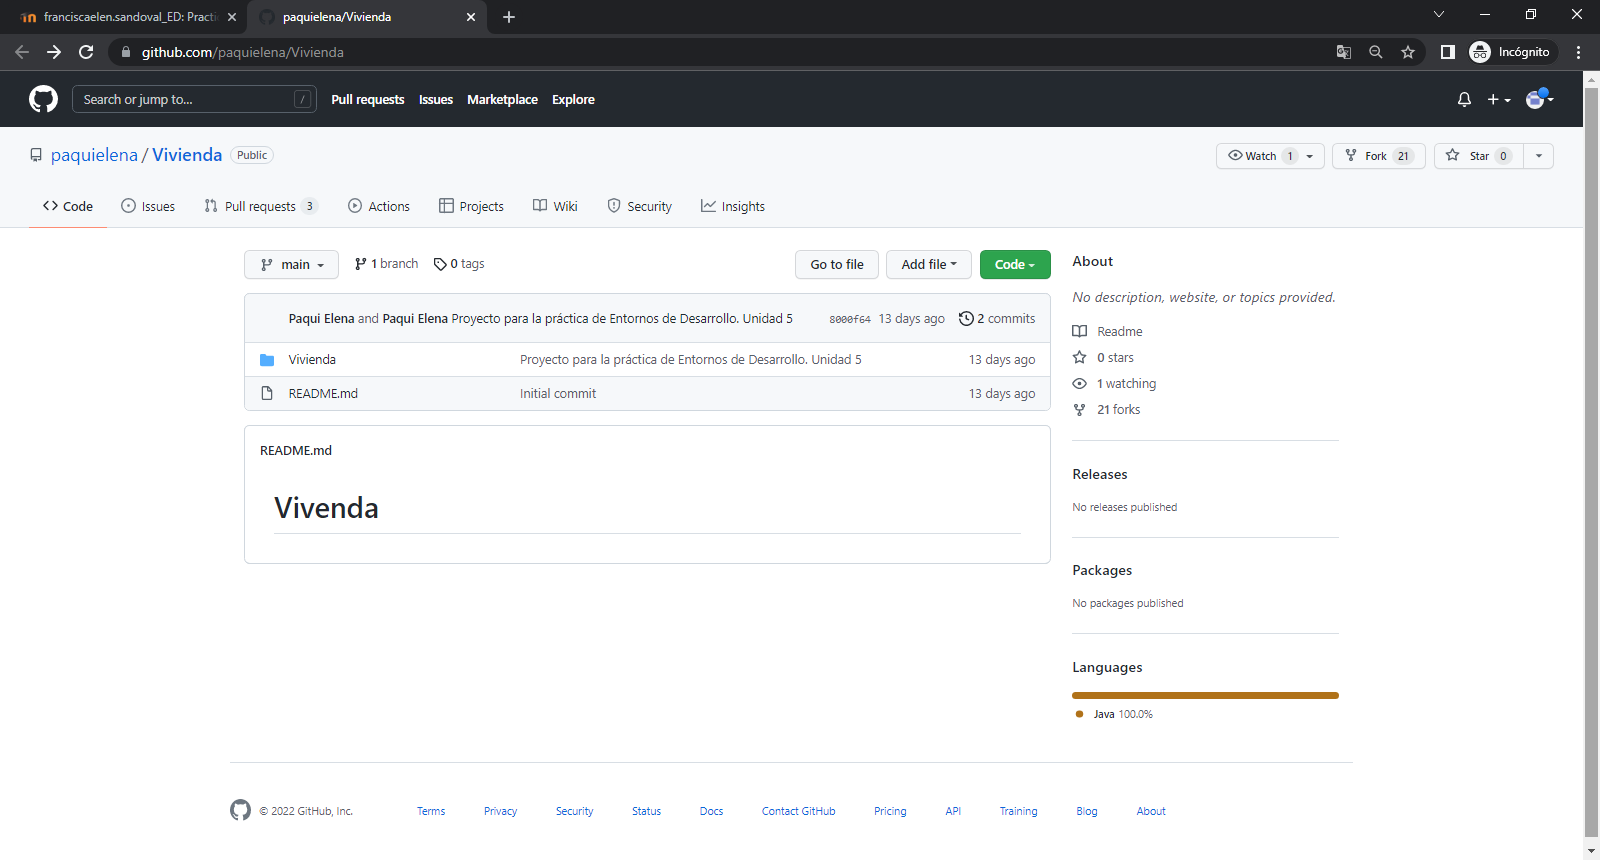 franciscaelen.sandoval_ED: Practi
paquielena/Vivienda
github.com/paquielena/Vivienda
Incógnito
Search or jump to...
/
Pull requests
Issues
Marketplace
Explore
paquielena / Vivienda
Public
Watch 1
Fork 21
Star 0
Code
Issues
Pull requests 3
Actions
Projects
Wiki
Security
Insights
main
1 branch
0 tags
Go to file
Add file
Code
Paqui Elena and Paqui Elena Proyecto para la práctica de Entornos de Desarrollo. Unidad 5
8000f64 13 days ago
2 commits
Vivienda
Proyecto para la práctica de Entornos de Desarrollo. Unidad 5
13 days ago
README.md
Initial commit
13 days ago
README.md
Vivenda
About
No description, website, or topics provided.
Readme
0 stars
1 watching
21 forks
Releases
No releases published
Packages
No packages published
Languages
Java 100.0%
© 2022 GitHub, Inc.
Terms
Privacy
Security
Status
Docs
Contact GitHub
Pricing
API
Training
Blog
About